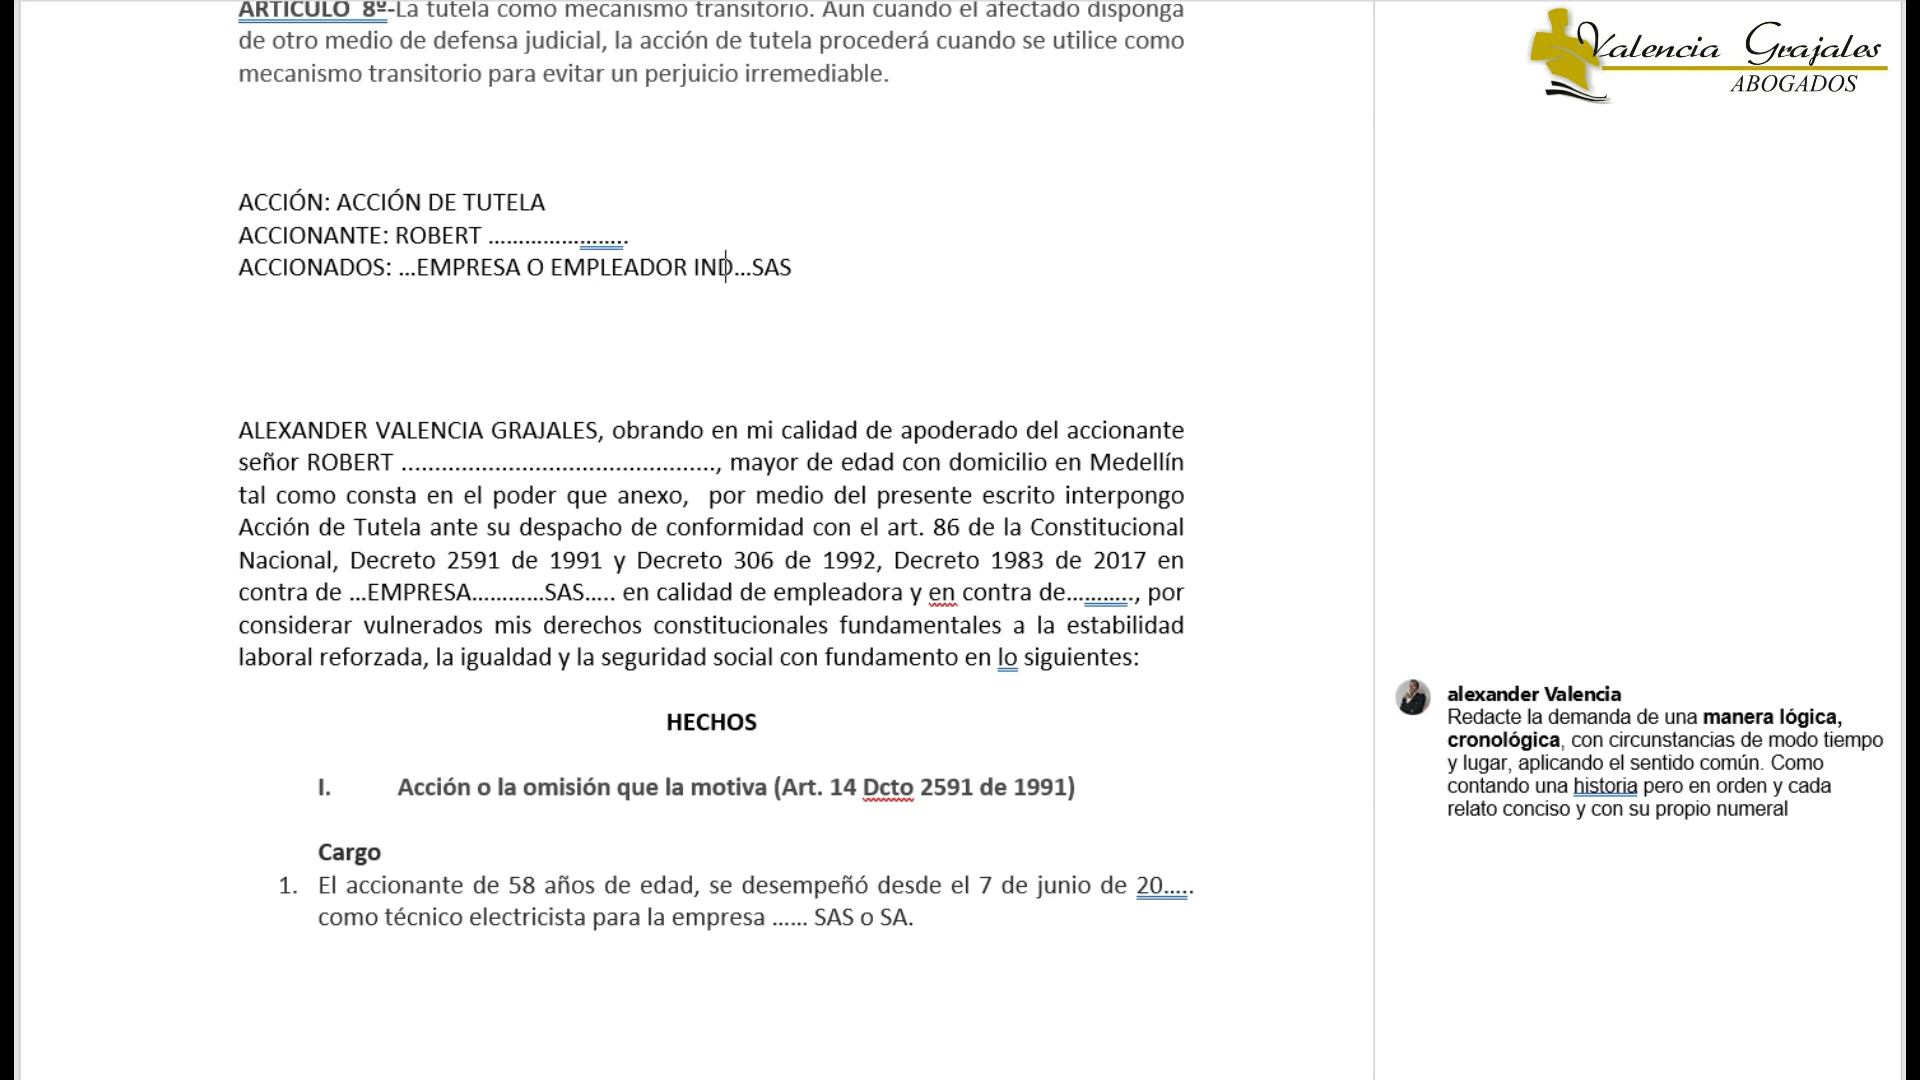 ARTÍCULO 8º-La tutela como mecanismo transitorio. Aún cuando el afectado disponga
de otro medio de defensa judicial, la acción de tutela procederá cuando se utilice como
mecanismo transitorio para evitar un perjuicio irremediable.
Valencia Grajales
ABOGADOS
ACCIÓN: ACCIÓN DE TUTELA
ACCIONANTE: ROBERT ........................
ACCIONADOS: ...EMPRESA O EMPLEADOR IND...SAS
ALEXANDER VALENCIA GRAJALES, obrando en mi calidad de apoderado del accionante
señor ROBERT ..............................................., mayor de edad con domicilio en Medellín
tal como consta en el poder que anexo, por medio del presente escrito interpongo
Acción de Tutela ante su despacho de conformidad con el art. 86 de la Constitucional
Nacional, Decreto 2591 de 1991 y Decreto 306 de 1992, Decreto 1983 de 2017 en
contra de ...EMPRESA............SAS..... en calidad de empleadora y en contra de..........., por
considerar vulnerados mis derechos constitucionales fundamentales a la estabilidad
laboral reforzada, la igualdad y la seguridad social con fundamento en lo siguientes:
HECHOS
I. Acción o la omisión que la motiva (Art. 14 Dcto 2591 de 1991)
Cargo
1. El accionante de 58 años de edad, se desempeñó desde el 7 de junio de 20.....
como técnico electricista para la empresa ...... SAS o SA.
alexander Valencia
Redacte la demanda de una manera lógica,
cronológica, con circunstancias de modo tiempo
y lugar, aplicando el sentido común. Como
contando una historia pero en orden y cada
relato conciso y con su propio numeral